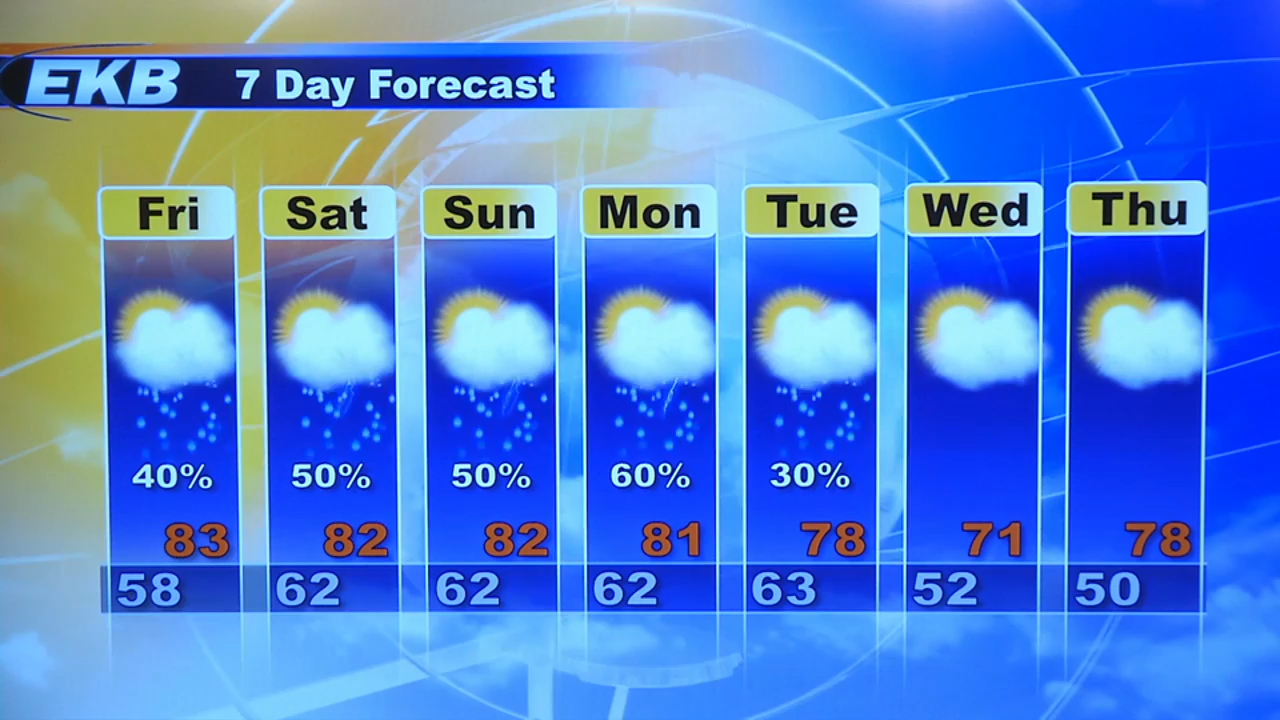 EKB 7 Day Forecast
Fri Sat Sun Mon Tue Wed Thu
40% 50% 50% 60% 30%
83 82 82 81 78 71 78
58 62 62 62 63 52 50